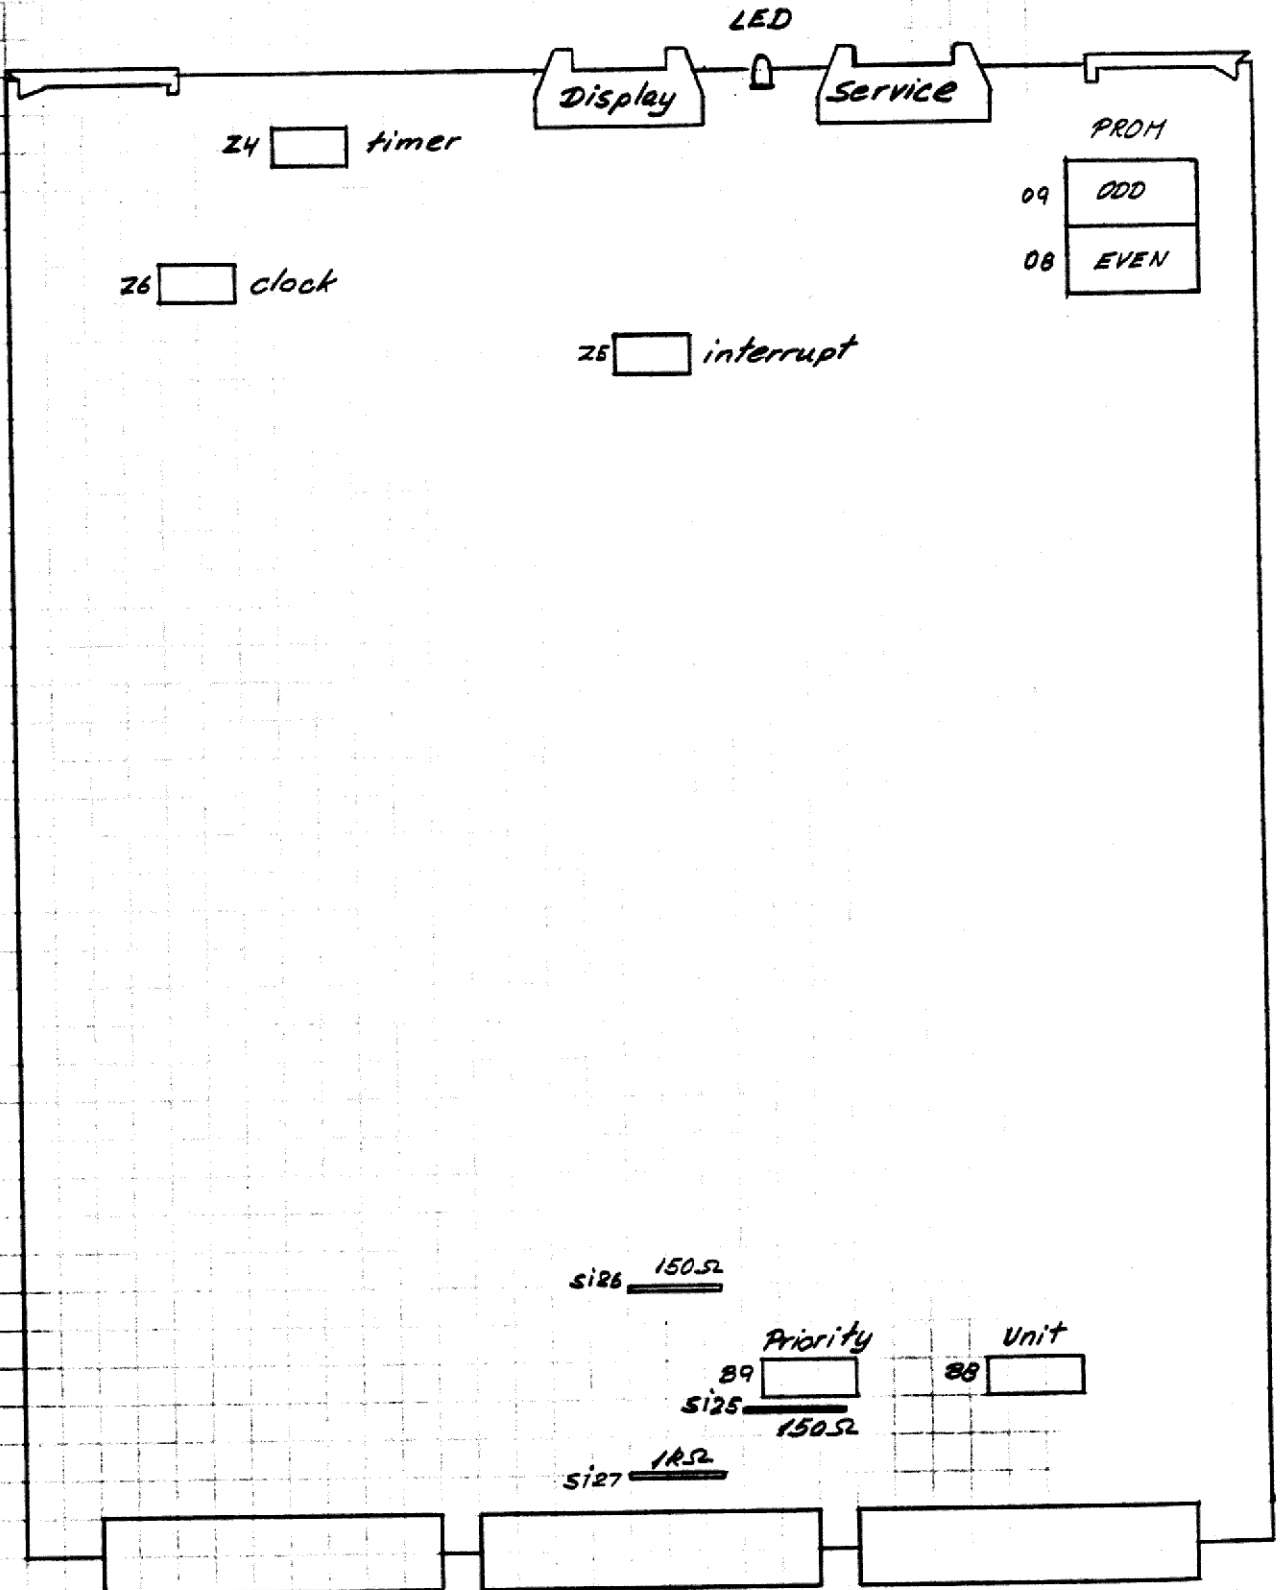 LED
Display
Service
Z4 timer
PROM
09 ODD
08 EVEN
Z6 clock
Z5 interrupt
si26 150Ω
Priority
Unit
89
88
si25
150Ω
1kΩ
si27